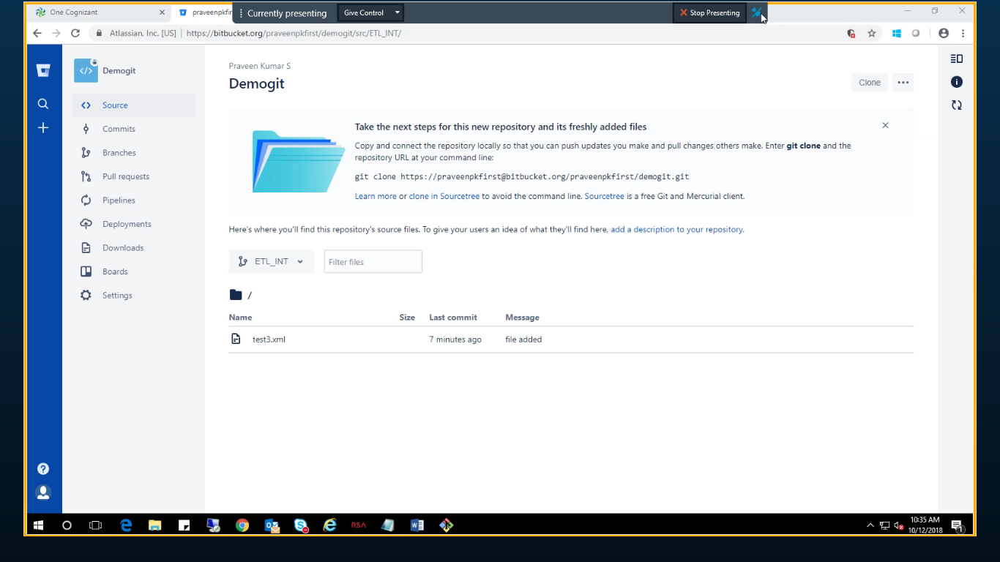 One Cognizant
praveenpkfir
Currently presenting
Give Control
Stop Presenting
Atlassian, Inc. [US] | https://bitbucket.org/praveenpkfirst/demogit/src/ETL_INT/
Demogit
Source
Commits
Branches
Pull requests
Pipelines
Deployments
Downloads
Boards
Settings
Praveen Kumar S
Demogit
Clone
Take the next steps for this new repository and its freshly added files
Copy and connect the repository locally so that you can push updates you make and pull changes others make. Enter git clone and the
repository URL at your command line:
git clone https://praveenpkfirst@bitbucket.org/praveenpkfirst/demogit.git
Learn more or clone in Sourcetree to avoid the command line. Sourcetree is a free Git and Mercurial client.
Here's where you'll find this repository's source files. To give your users an idea of what they'll find here, add a description to your repository.
ETL_INT
Filter files
/
Name Size Last commit Message
test3.xml 7 minutes ago file added
RSA
10:35 AM
10/12/2018
1